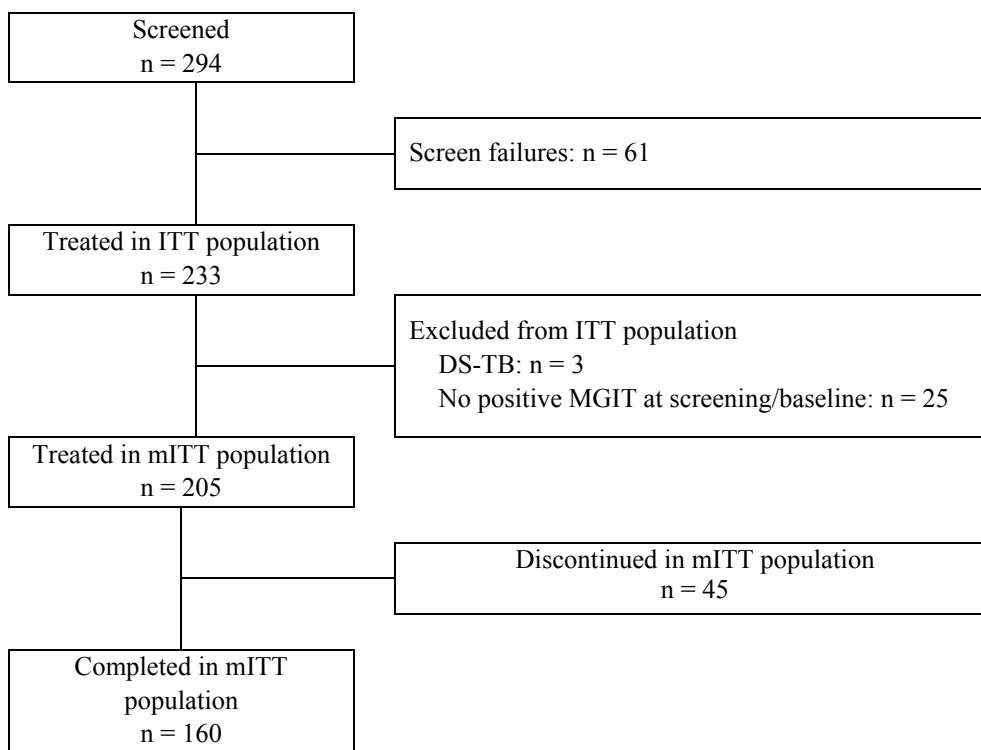 Screened
n = 294
Screen failures: n = 61
Treated in ITT population
n = 233
Excluded from ITT population
DS-TB: n = 3
No positive MGIT at screening/baseline: n = 25
Treated in mITT population
n = 205
Discontinued in mITT population
n = 45
Completed in mITT
population
n = 160